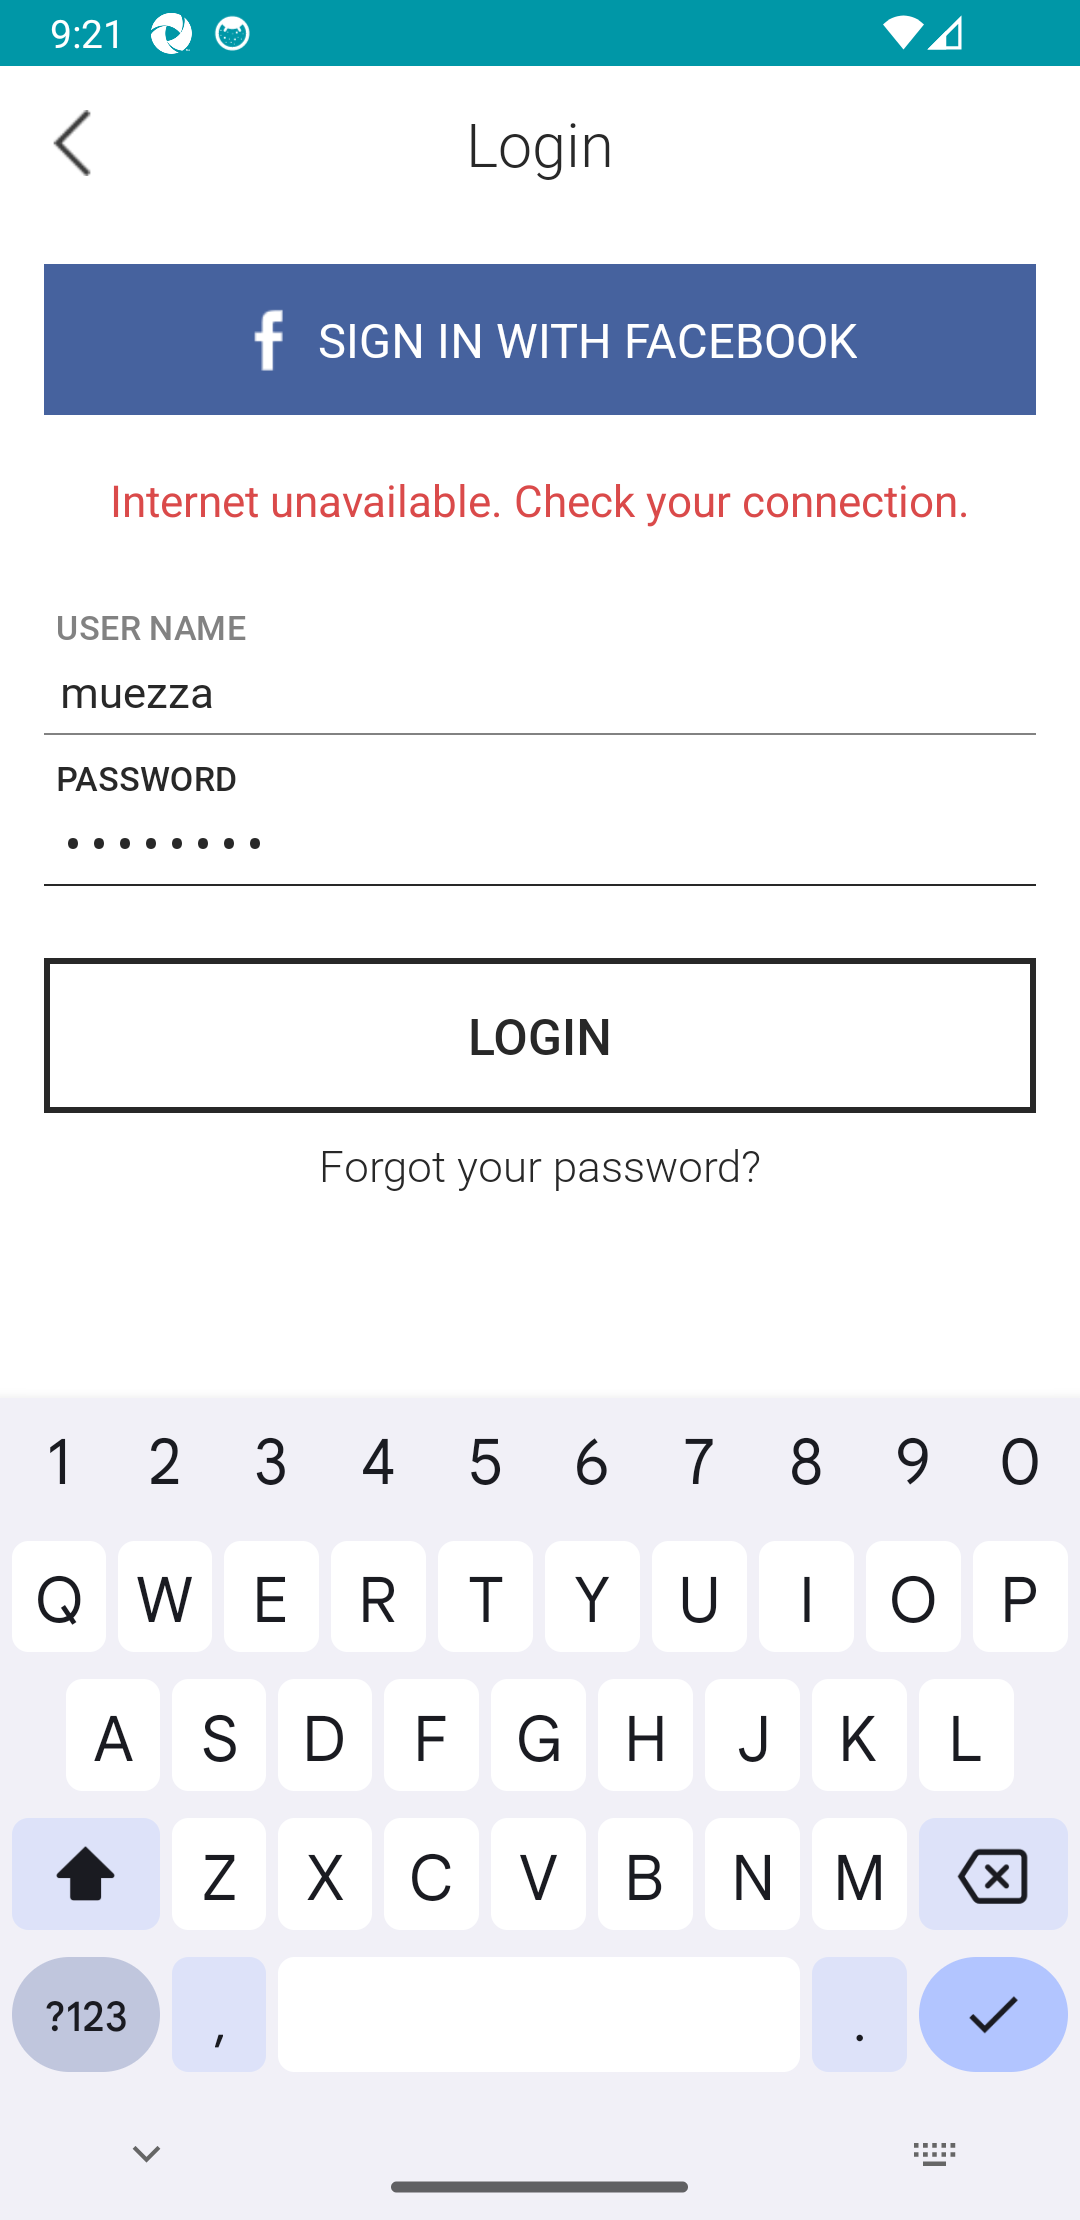 9:21
Login
f SIGN IN WITH FACEBOOK
Internet unavailable. Check your connection.
USER NAME
muezza
PASSWORD
••••••••
LOGIN
Forgot your password?
1 2 3 4 5 6 7 8 9 0
Q W E R T Y U I O P
A S D F G H J K L
Z X C V B N M
?123 , .